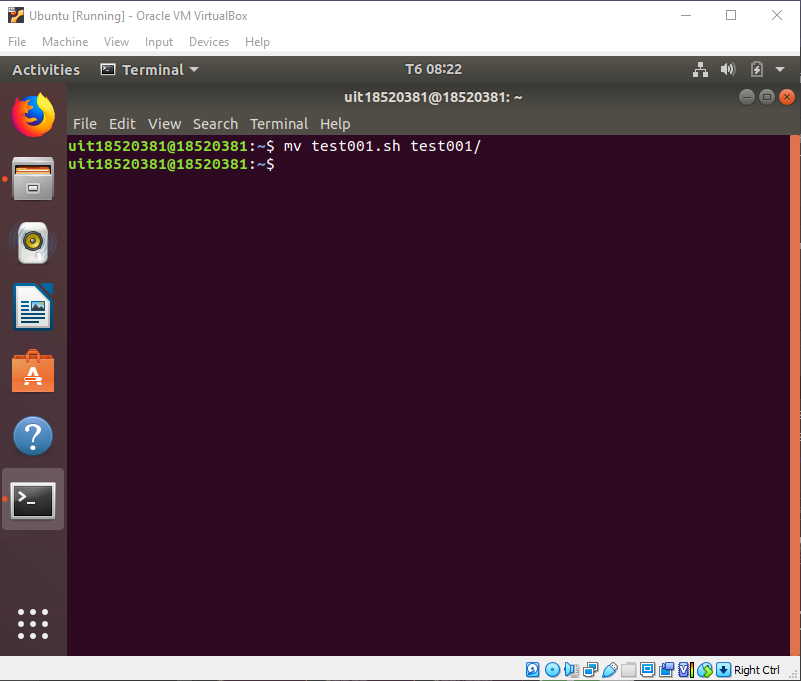 Ubuntu [Running] - Oracle VM VirtualBox
File Machine View Input Devices Help
Activities Terminal T6 08:22
uit18520381@18520381: ~
File Edit View Search Terminal Help
uit18520381@18520381:~$ mv test001.sh test001/
uit18520381@18520381:~$
Right Ctrl